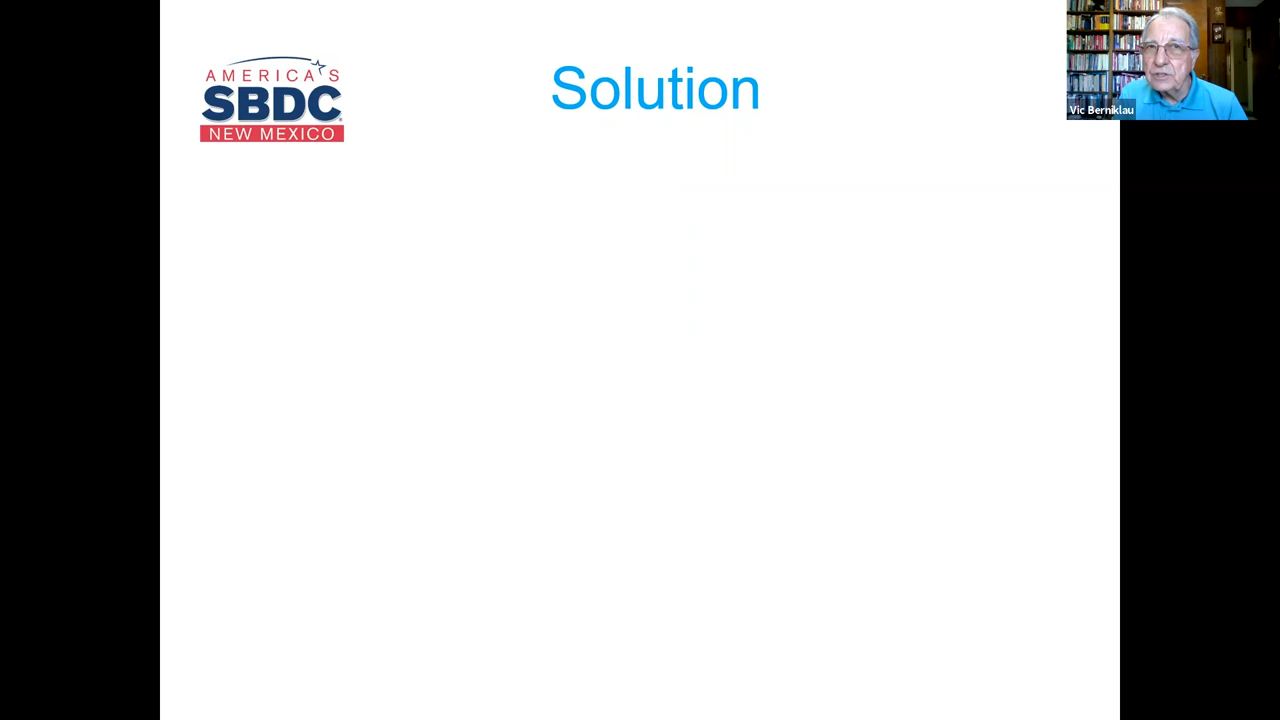 AMERICA'S
SBDC
NEW MEXICO
Solution
Vic Berniklau